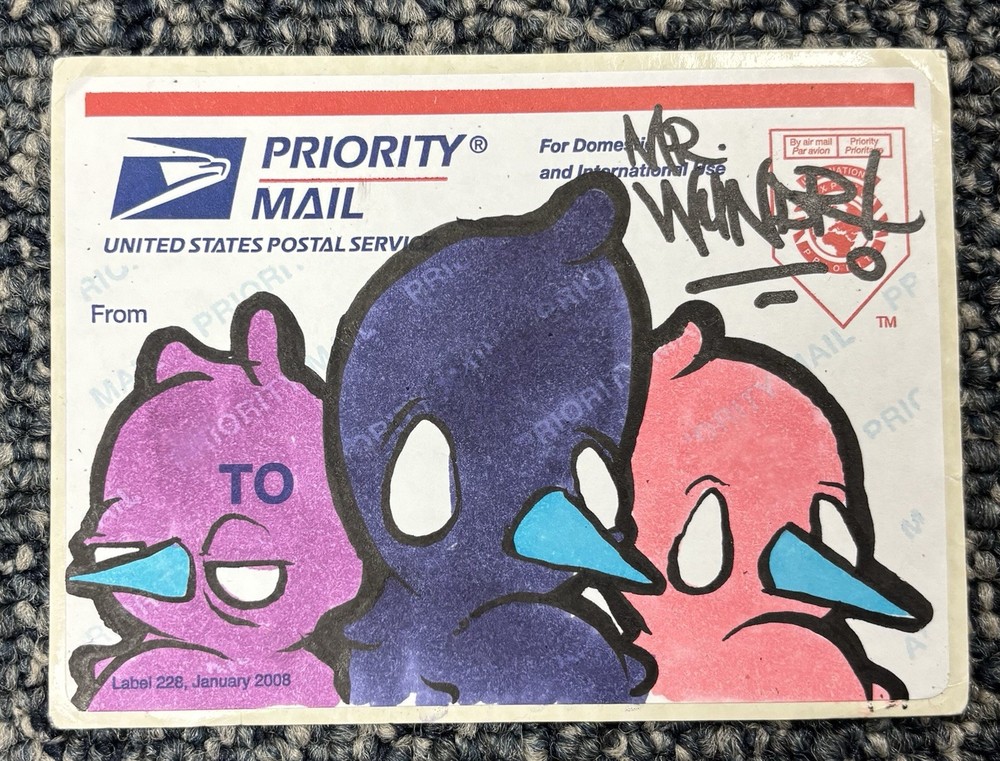 PRIORITY®
MAIL
UNITED STATES POSTAL SERVICE
For Domestic
and International Use
MR.
WUNDR!
By air mail
Par avion
Priority
Prioritaire
TM
From
TO
Label 228, January 2008